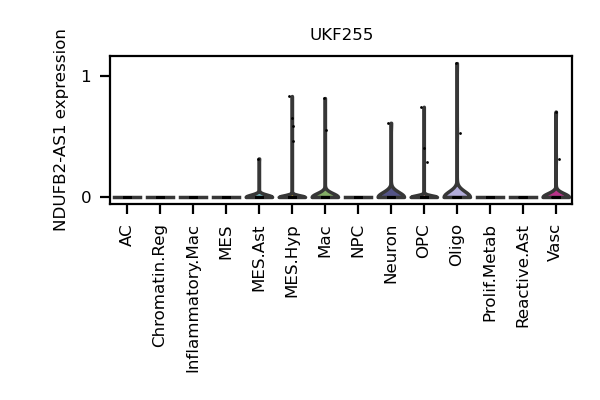 UKF255
NDUFB2-AS1 expression
1
0
AC
Chromatin.Reg
Inflammatory.Mac
MES
MES.Ast
MES.Hyp
Mac
NPC
Neuron
OPC
Oligo
Prolif.Metab
Reactive.Ast
Vasc